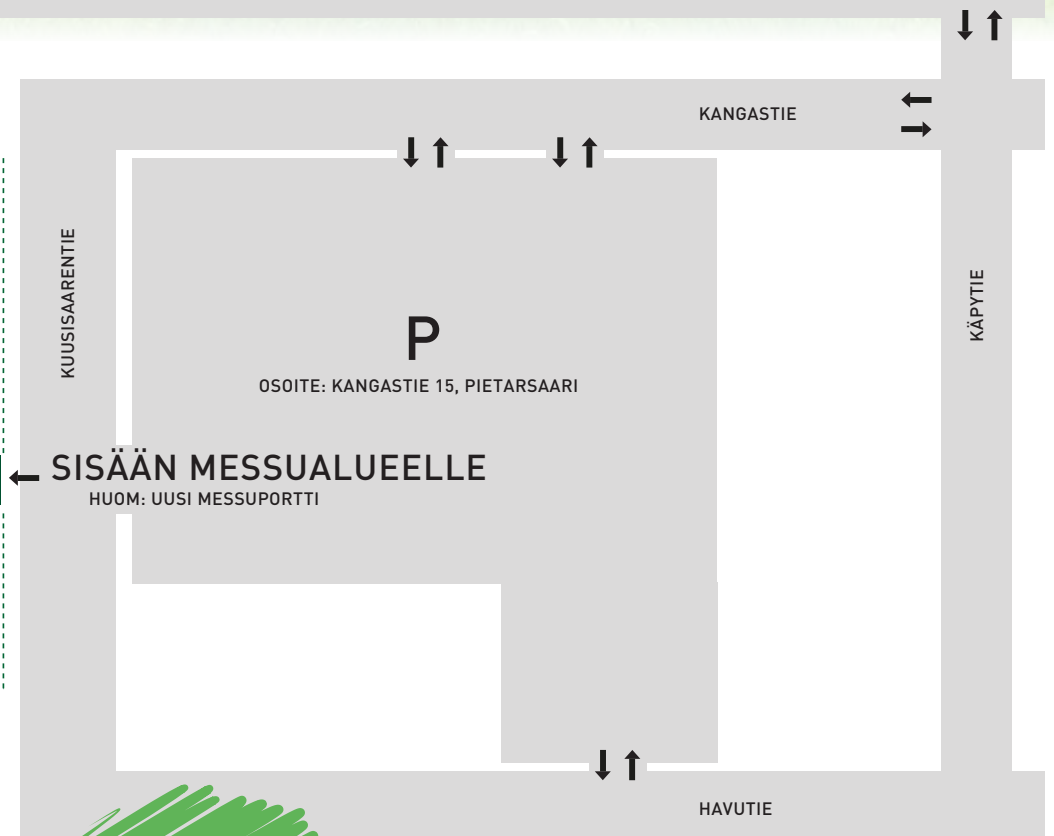 KANGASTIE
KUUSISAARENTIE
KÄPYTIE
P
OSOITE: KANGASTIE 15, PIETARSAARI
SISÄÄN MESSUALUEELLE
HUOM: UUSI MESSUPORTTI
HAVUTIE